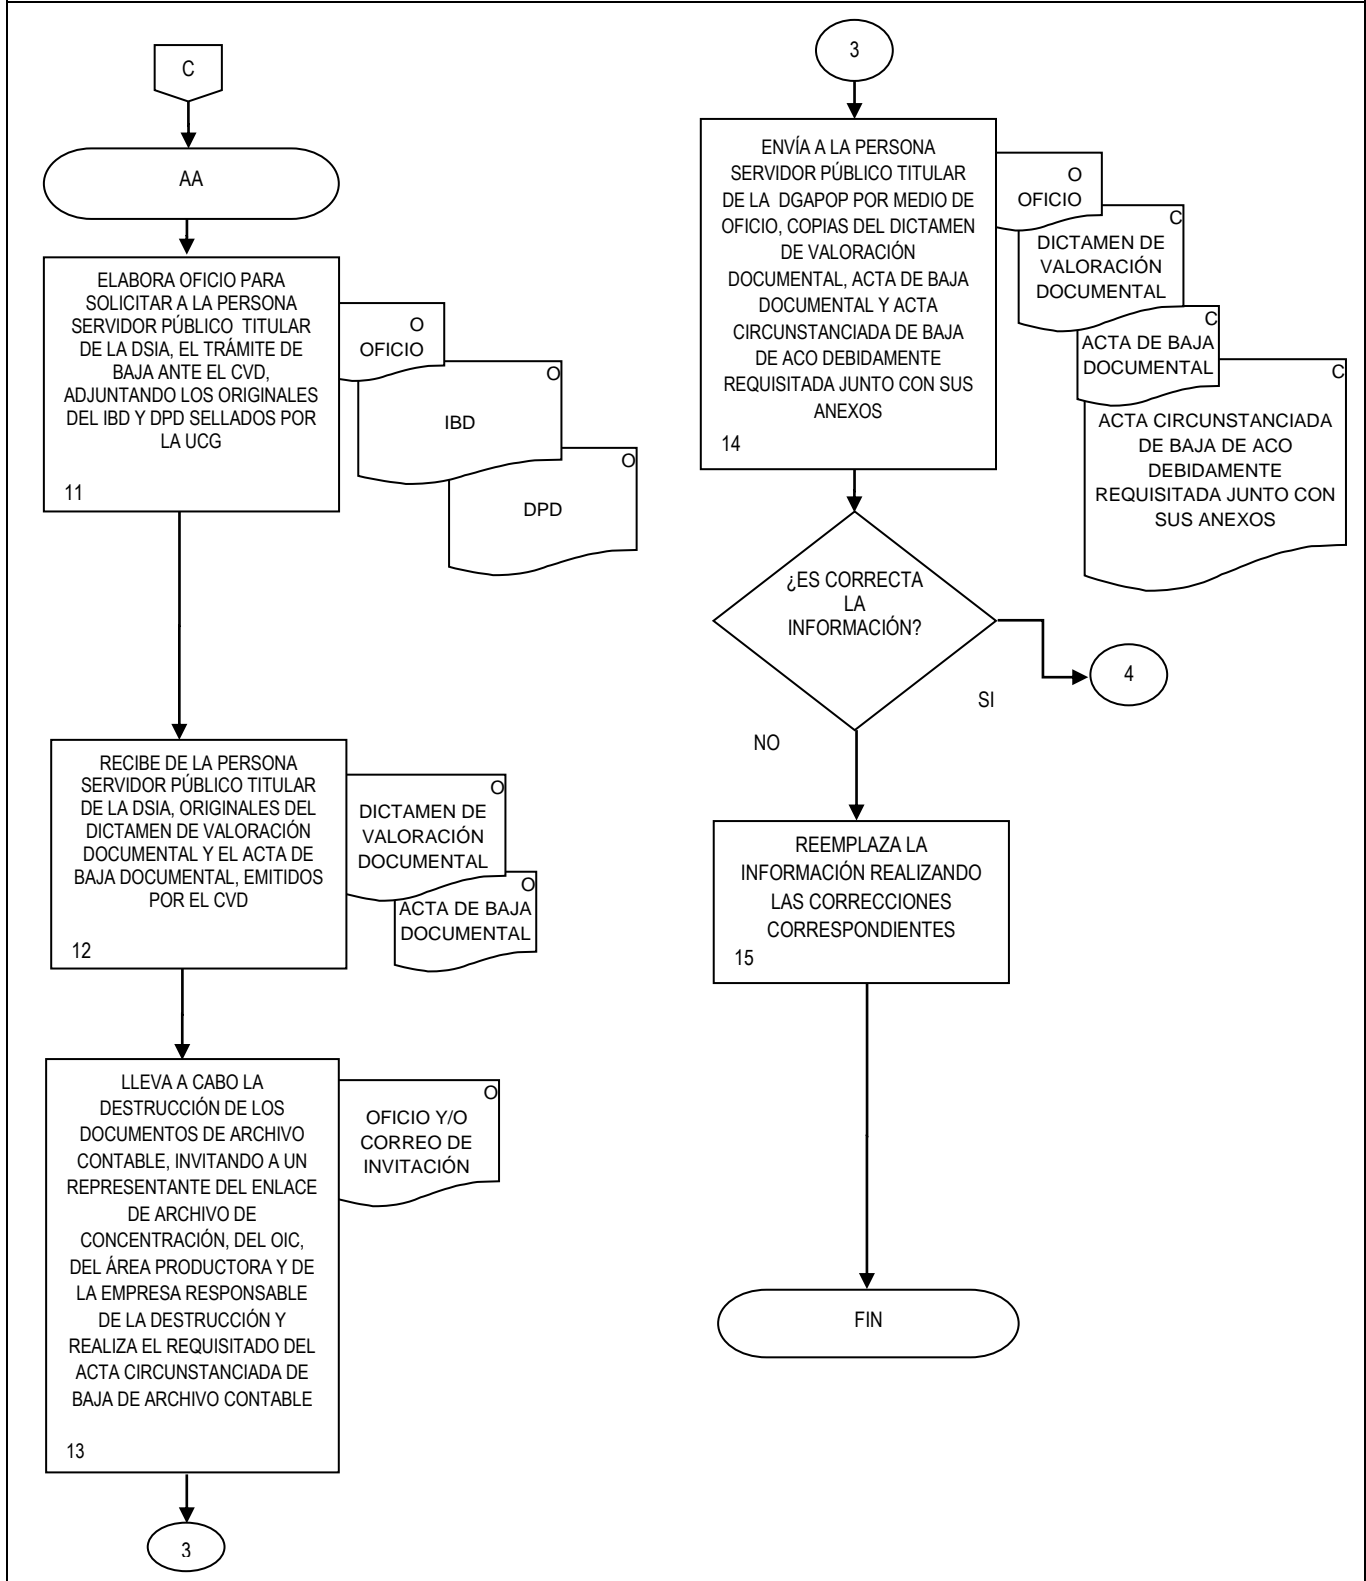 C
AA
ELABORA OFICIO PARA
SOLICITAR A LA PERSONA
SERVIDOR PÚBLICO TITULAR
DE LA DSIA, EL TRÁMITE DE
BAJA ANTE EL CVD,
ADJUNTANDO LOS ORIGINALES
DEL IBD Y DPD SELLADOS POR
LA UCG
11
O
OFICIO
O
IBD
O
DPD
RECIBE DE LA PERSONA
SERVIDOR PÚBLICO TITULAR
DE LA DSIA, ORIGINALES DEL
DICTAMEN DE VALORACIÓN
DOCUMENTAL Y EL ACTA DE
BAJA DOCUMENTAL, EMITIDOS
POR EL CVD
12
O
DICTAMEN DE
VALORACIÓN
DOCUMENTAL
O
ACTA DE BAJA
DOCUMENTAL
LLEVA A CABO LA
DESTRUCCIÓN DE LOS
DOCUMENTOS DE ARCHIVO
CONTABLE, INVITANDO A UN
REPRESENTANTE DEL ENLACE
DE ARCHIVO DE
CONCENTRACIÓN, DEL OIC,
DEL ÁREA PRODUCTORA Y DE
LA EMPRESA RESPONSABLE
DE LA DESTRUCCIÓN Y
REALIZA EL REQUISITADO DEL
ACTA CIRCUNSTANCIADA DE
BAJA DE ARCHIVO CONTABLE
13
O
OFICIO Y/O
CORREO DE
INVITACIÓN
3
3
ENVÍA A LA PERSONA
SERVIDOR PÚBLICO TITULAR
DE LA DGAPOP POR MEDIO DE
OFICIO, COPIAS DEL DICTAMEN
DE VALORACIÓN
DOCUMENTAL, ACTA DE BAJA
DOCUMENTAL Y ACTA
CIRCUNSTANCIADA DE BAJA
DE ACO DEBIDAMENTE
REQUISITADA JUNTO CON SUS
ANEXOS
14
O
OFICIO
C
DICTAMEN DE
VALORACIÓN
DOCUMENTAL
C
ACTA DE BAJA
DOCUMENTAL
C
ACTA CIRCUNSTANCIADA
DE BAJA DE ACO
DEBIDAMENTE
REQUISITADA JUNTO CON
SUS ANEXOS
¿ES CORRECTA
LA
INFORMACIÓN?
4
SI
NO
REEMPLAZA LA
INFORMACIÓN REALIZANDO
LAS CORRECCIONES
CORRESPONDIENTES
15
FIN